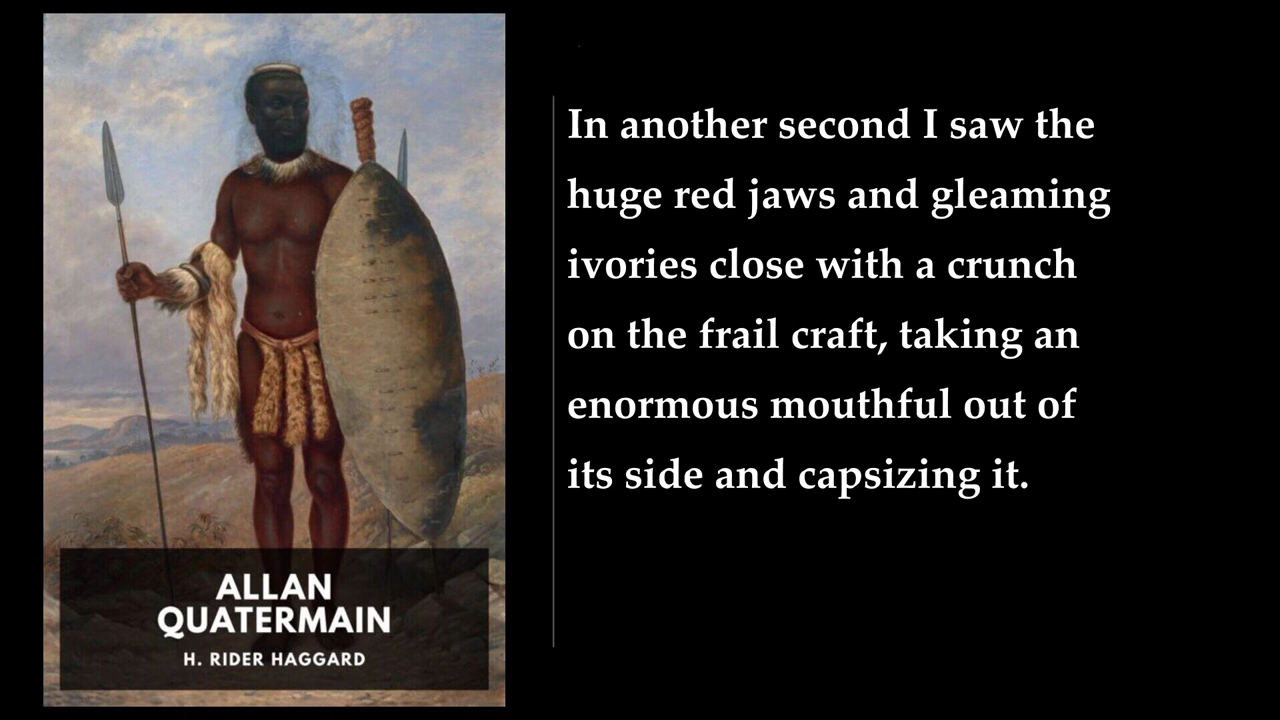 In another second I saw the
huge red jaws and gleaming
ivories close with a crunch
on the frail craft, taking an
enormous mouthful out of
its side and capsizing it.
ALLAN
QUATERMAIN
H. RIDER HAGGARD